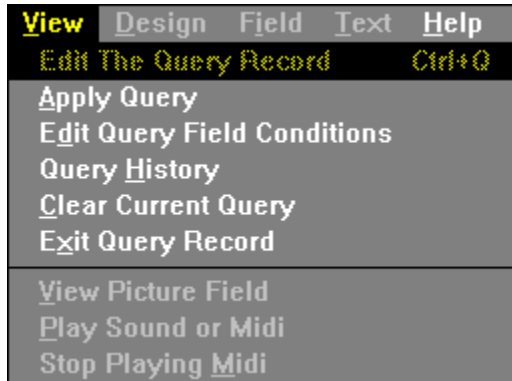 View Design Field Text Help
Edit The Query Record Ctrl+Q
Apply Query
Edit Query Field Conditions
Query History
Clear Current Query
Exit Query Record
View Picture Field
Play Sound or Midi
Stop Playing Midi